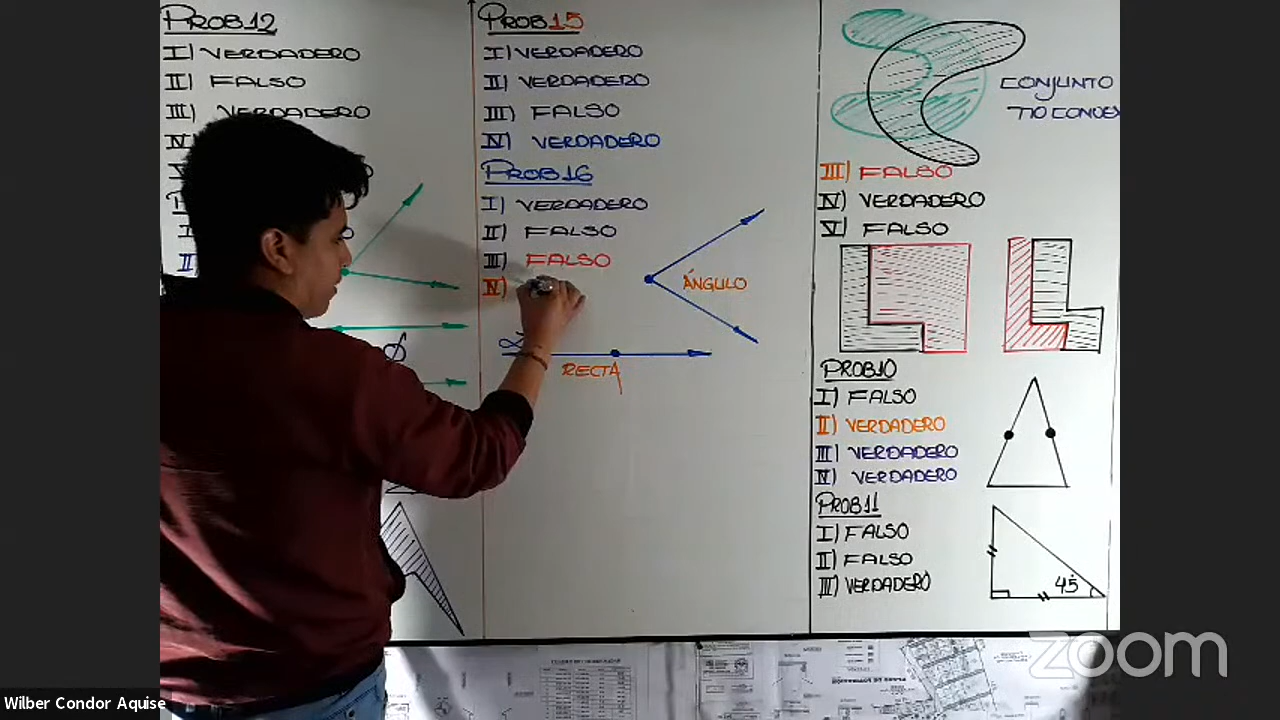 PROB12
I) VERDADERO
II) FALSO
III) VERDADERO
PROB15
I) VERDADERO
II) VERDADERO
III) FALSO
IV) VERDADERO
PROB16
I) VERDADERO
II) FALSO
III) FALSO
IV)
ÁNGULO
RECTA
CONJUNTO
III) FALSO
IV) VERDADERO
V) FALSO
PROB10
I) FALSO
II) VERDADERO
III) VERDADERO
IV) VERDADERO
PROB11
I) FALSO
II) FALSO
III) VERDADERO
45
zoom
Wilber Condor Aquise